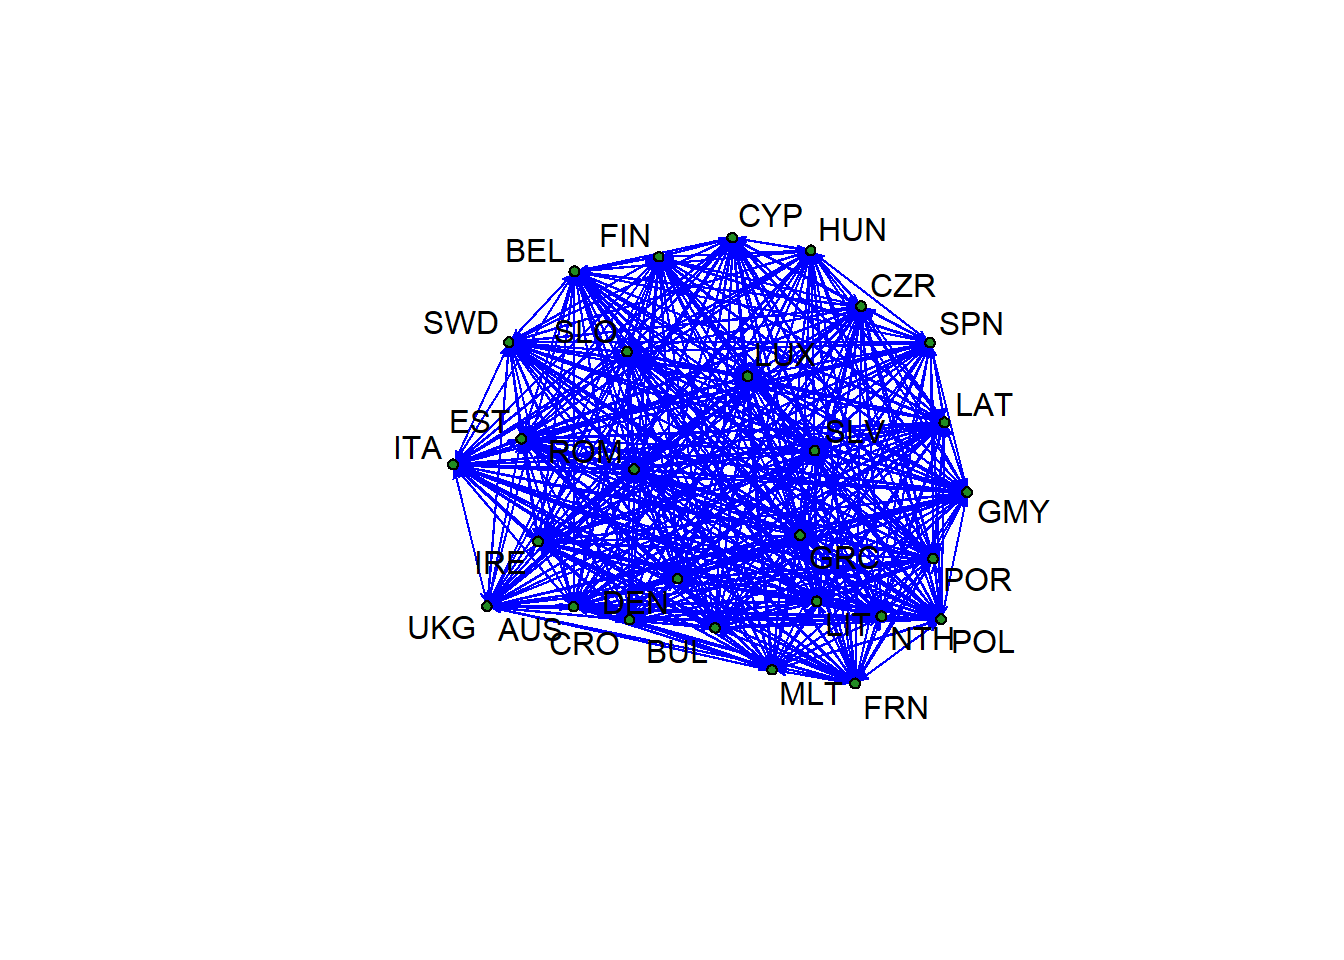 CYP
HUN
FIN
BEL
CZR
SPN
SWD
SLO
LUX
LAT
EST
SLV
ITA
ROM
GMY
GRC
IRE
POR
DEN
UKG
AUS
CRO
BUL
LIT
NTH
POL
MLT
FRN